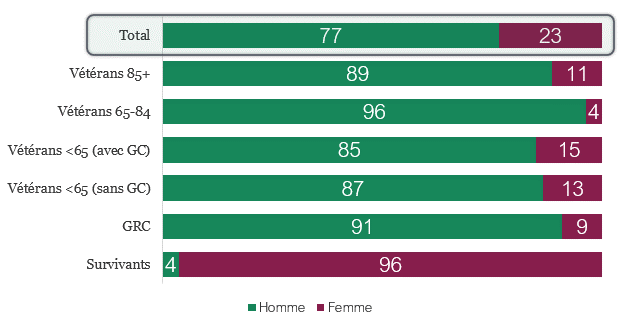 Total 77 23
Vétérans 85+ 89 11
Vétérans 65-84 96 4
Vétérans <65 (avec GC) 85 15
Vétérans <65 (sans GC) 87 13
GRC 91 9
Survivants 4 96
Homme Femme